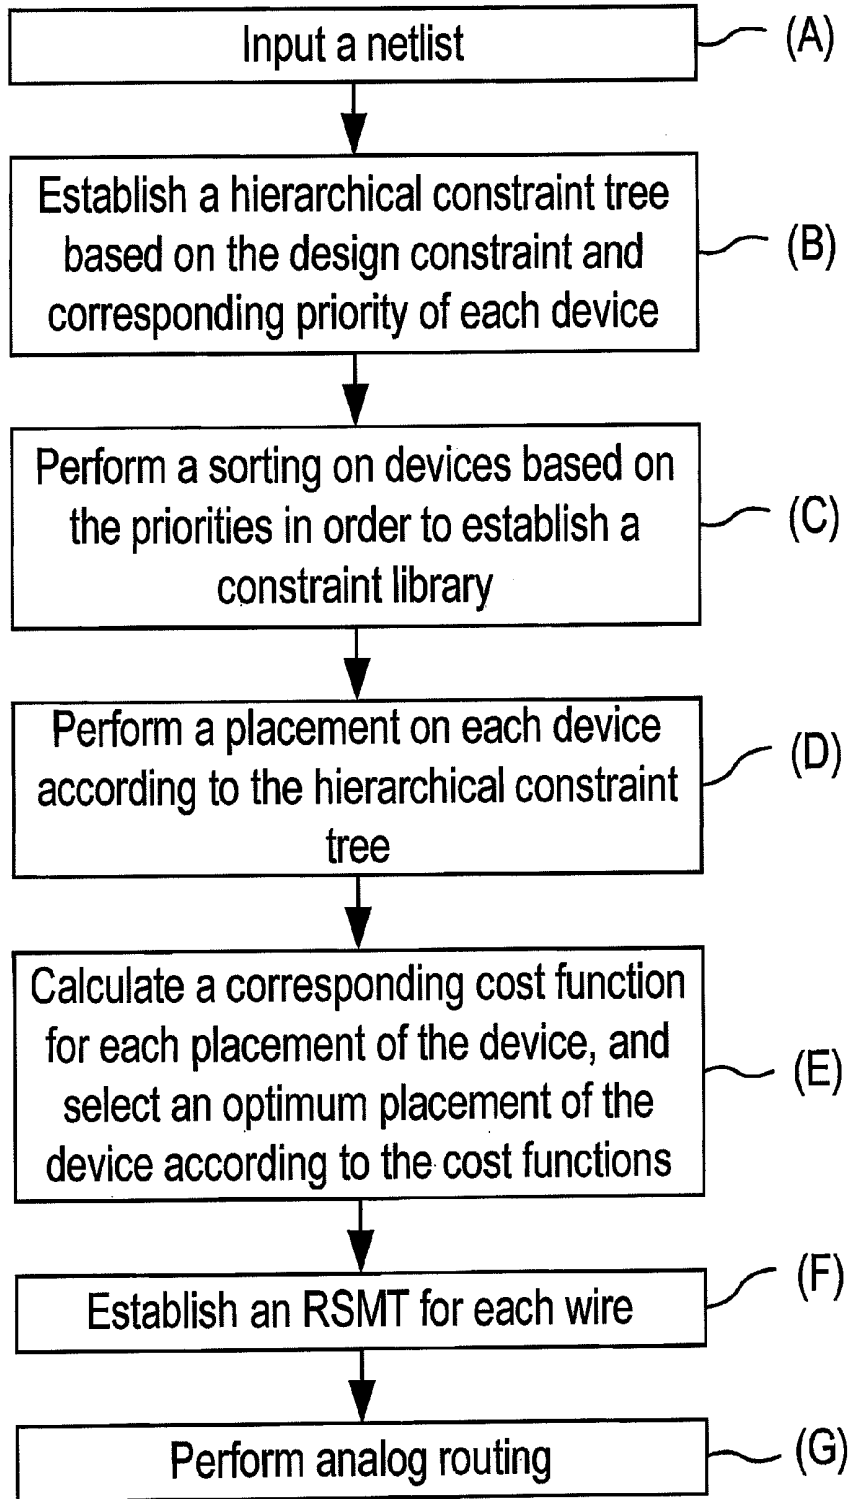 Input a netlist
(A)
Establish a hierarchical constraint tree
based on the design constraint and
corresponding priority of each device
(B)
Perform a sorting on devices based on
the priorities in order to establish a
constraint library
(C)
Perform a placement on each device
according to the hierarchical constraint
tree
(D)
Calculate a corresponding cost function
for each placement of the device, and
select an optimum placement of the
device according to the cost functions
(E)
Establish an RSMT for each wire
(F)
Perform analog routing
(G)